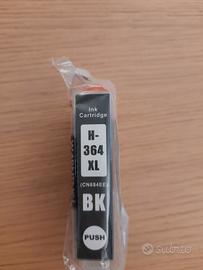 Ink
Cartridge
H-
364
XL
(CN684EE)
BK
PUSH
subito